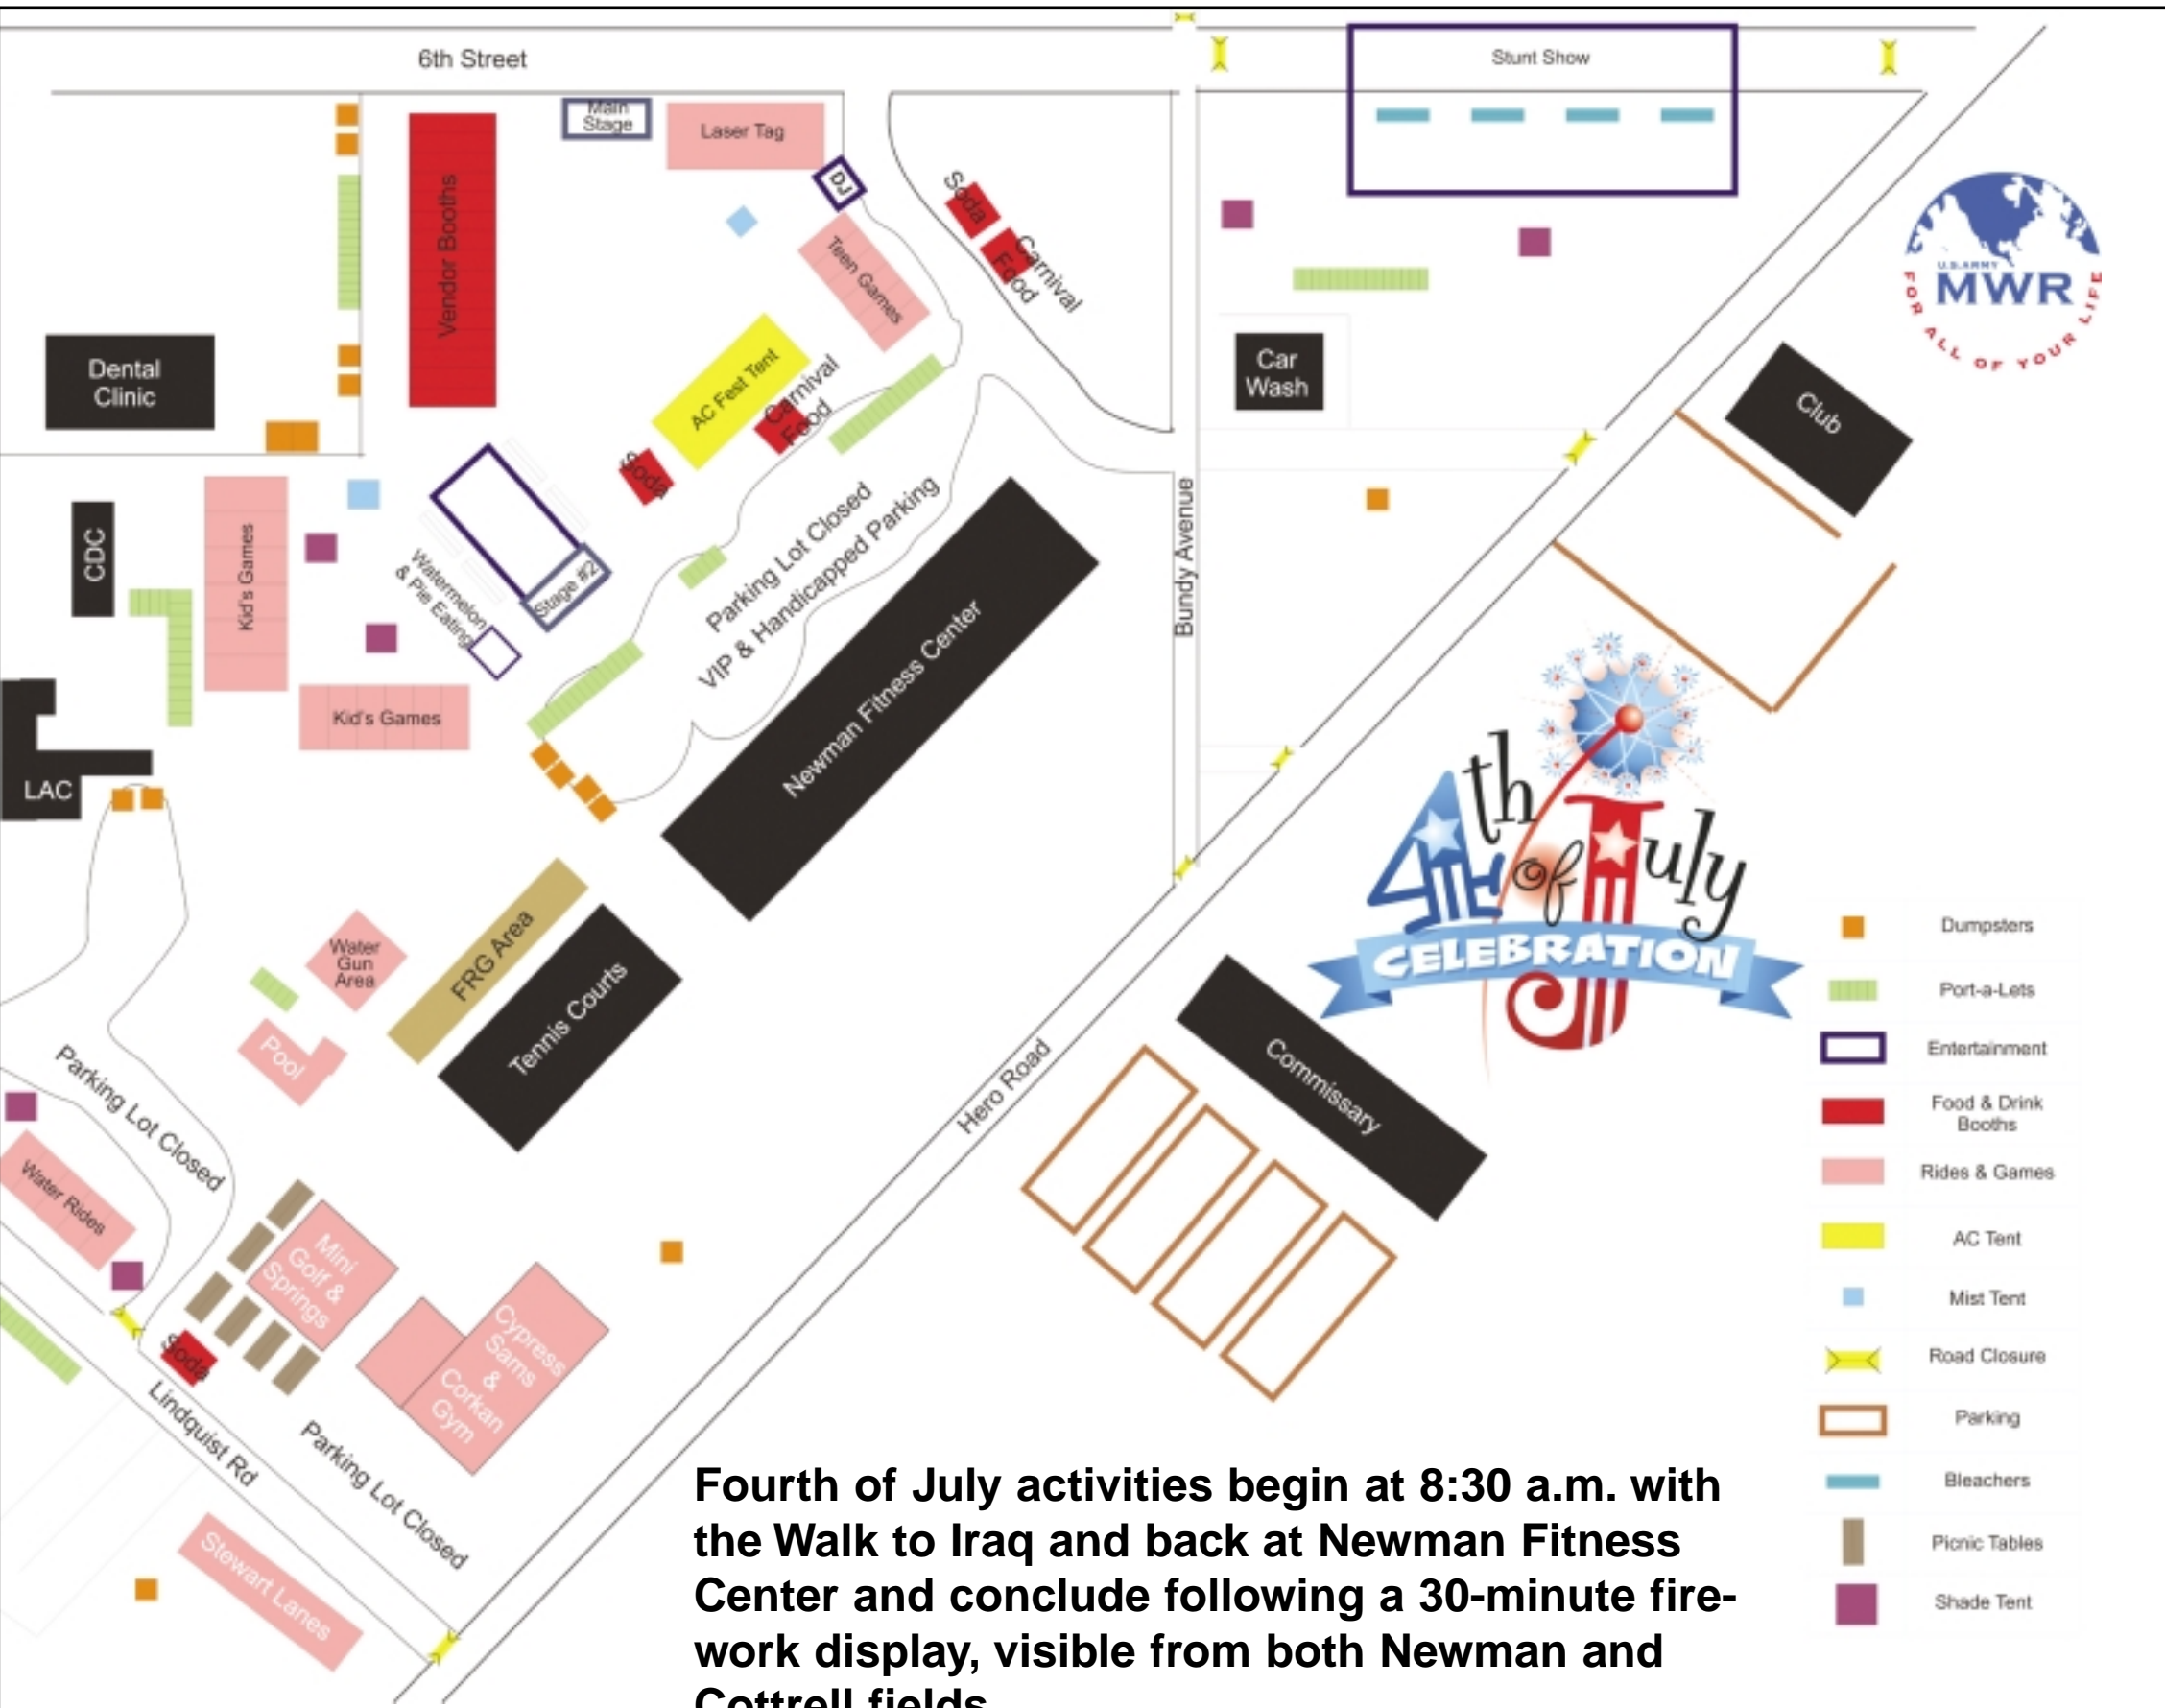 6th Street
Stunt Show
Main
Stage
Laser Tag
DJ
Vendor Booths
Teen Games
Soda
Carnival
Food
U.S. ARMY
MWR
FOR ALL OF YOUR LIFE
Dental
Clinic
AC Fest Tent
Carnival
Food
Soda
Car
Wash
Club
CDC
Kid's Games
Watermelon
& Pie Eating
Stage #2
Parking Lot Closed
VIP & Handicapped Parking
Bundy Avenue
Newman Fitness Center
Kid's Games
LAC
4th of July
CELEBRATION
Water
Gun
Area
FRG Area
Tennis Courts
Pool
Hero Road
Commissary
Parking Lot Closed
Water Rides
Mini
Golf &
Springs
Cypress
Sams
&
Corkan
Gym
Soda
Lindquist Rd
Parking Lot Closed
Stewart Lanes
Dumpsters
Port-a-Lets
Entertainment
Food & Drink
Booths
Rides & Games
AC Tent
Mist Tent
Road Closure
Parking
Bleachers
Picnic Tables
Shade Tent
Fourth of July activities begin at 8:30 a.m. with
the Walk to Iraq and back at Newman Fitness
Center and conclude following a 30-minute fire-
work display, visible from both Newman and
Cottrell fields